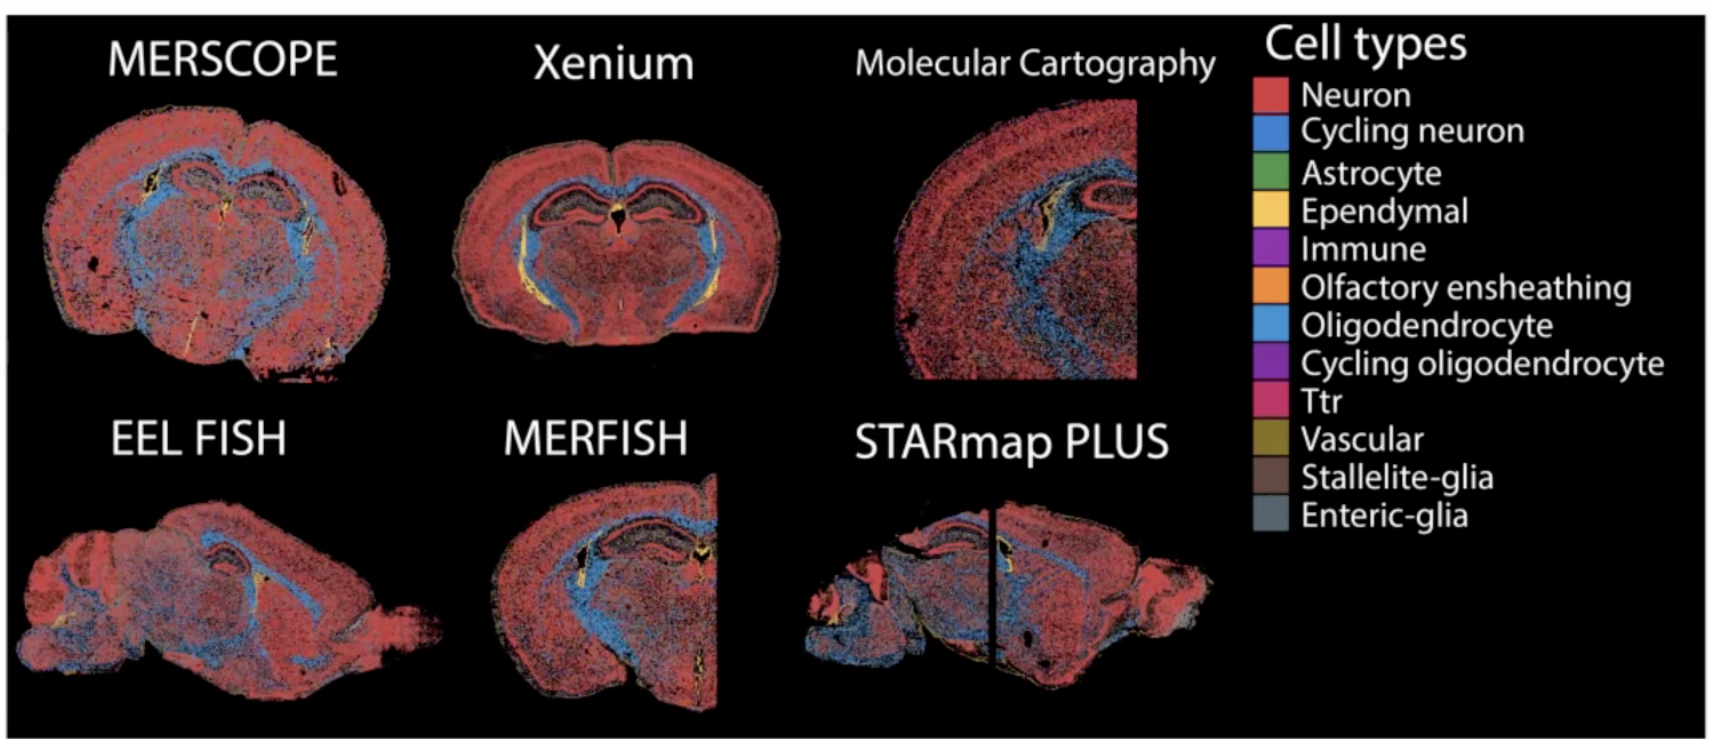 MERSCOPE
Xenium
Molecular Cartography
EEL FISH
MERFISH
STARmap PLUS
Cell types
Neuron
Cycling neuron
Astrocyte
Ependymal
Immune
Olfactory ensheathing
Oligodendrocyte
Cycling oligodendrocyte
Ttr
Vascular
Stallelite-glia
Enteric-glia